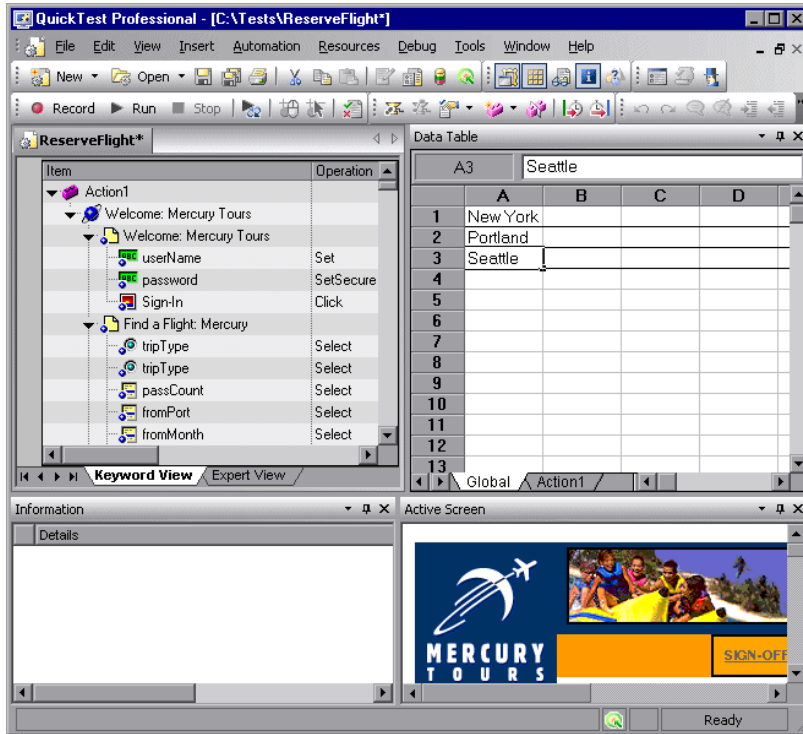 QuickTest Professional - [C:\Tests\ReserveFlight*]
File Edit View Insert Automation Resources Debug Tools Window Help
New Open
Record Run Stop
ReserveFlight*
Item Operation
Action1
Welcome: Mercury Tours
Welcome: Mercury Tours
userName Set
password SetSecure
Sign-In Click
Find a Flight: Mercury
tripType Select
tripType Select
passCount Select
fromPort Select
fromMonth Select
Keyword View Expert View
Data Table
A3 Seattle
A B C D
1 New York
2 Portland
3 Seattle
4
5
6
7
8
9
10
11
12
13
Global Action1
Information
Details
Active Screen
MERCURY
TOURS
SIGN-OFF
Ready